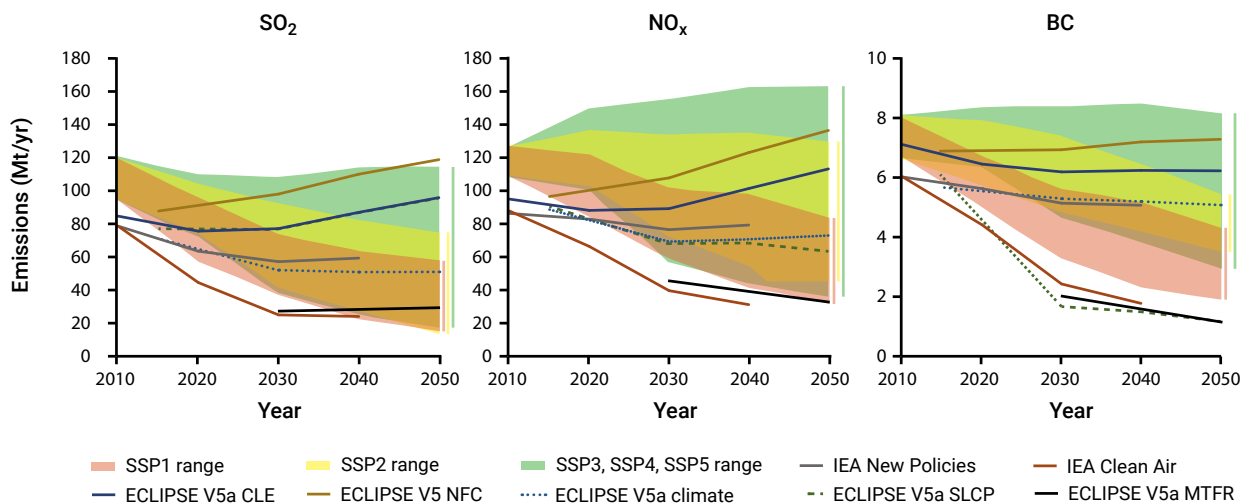 SO2
NOx
BC
Emissions (Mt/yr)
180
160
140
120
100
80
60
40
20
0
2010 2020 2030 2040 2050
Year
180
160
140
120
100
80
60
40
20
0
2010 2020 2030 2040 2050
Year
10
8
6
4
2
0
2010 2020 2030 2040 2050
Year
SSP1 range SSP2 range SSP3, SSP4, SSP5 range IEA New Policies IEA Clean Air
ECLIPSE V5a CLE ECLIPSE V5 NFC ECLIPSE V5a climate ECLIPSE V5a SLCP ECLIPSE V5a MTFR